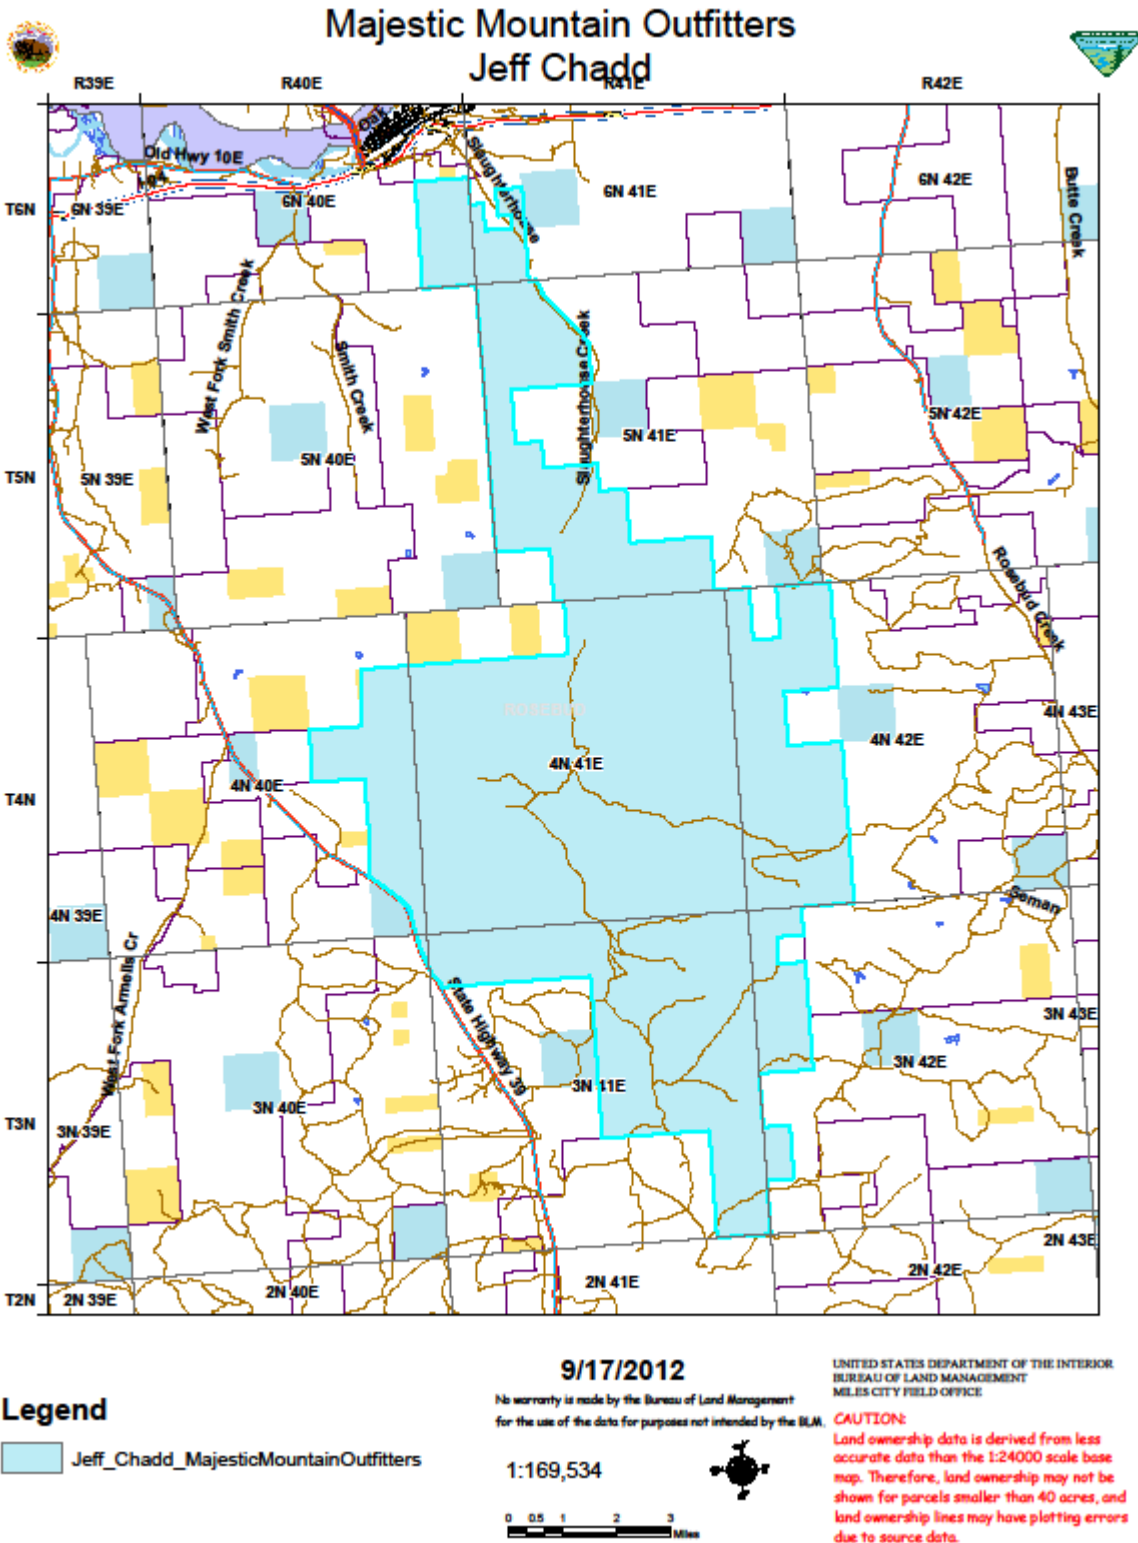 Majestic Mountain Outfitters
Jeff Chadd
R39E
R40E
R41E
R42E
Oak
Old Hwy 10E
I-94
Slaughterhouse
6N 41E
6N 42E
Butte Creek
T6N
6N 39E
6N 40E
West Fork Smith Creek
Smith Creek
Slaughterhouse Creek
5N 42E
5N 41E
5N 40E
T5N
5N 39E
Rosebud Creek
ROSEBUD
4N 43E
4N 42E
4N 41E
4N 40E
T4N
Seman
4N 39E
West Fork Armells Cr
State Highway 39
3N 43E
3N 42E
3N 41E
3N 40E
T3N
3N 39E
2N 43E
2N 42E
2N 41E
2N 40E
T2N
2N 39E
Legend
Jeff_Chadd_MajesticMountainOutfitters
9/17/2012
No warranty is made by the Bureau of Land Management
for the use of the data for purposes not intended by the BLM.
1:169,534
0 0.5 1 2 3
Miles
UNITED STATES DEPARTMENT OF THE INTERIOR
BUREAU OF LAND MANAGEMENT
MILES CITY FIELD OFFICE
CAUTION:
Land ownership data is derived from less
accurate data than the 1:24000 scale base
map. Therefore, land ownership may not be
shown for parcels smaller than 40 acres, and
land ownership lines may have plotting errors
due to source data.